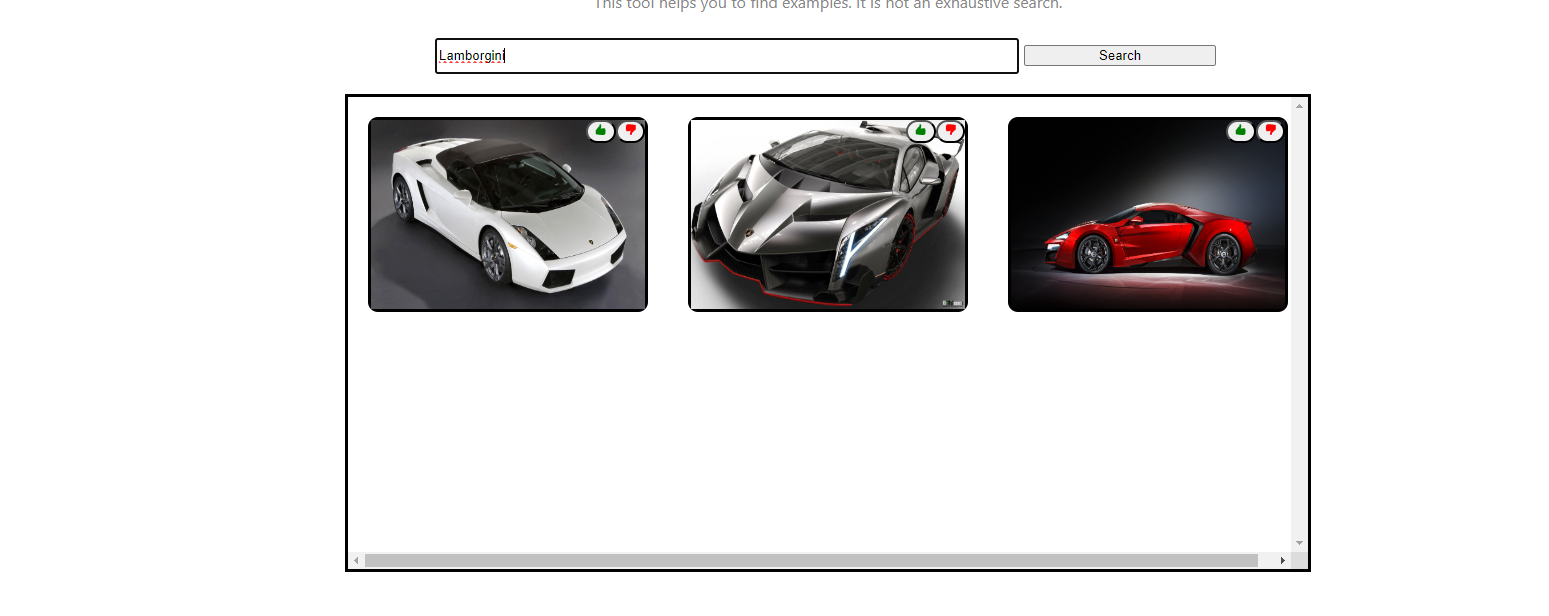 This tool helps you to find examples. It is not an exhaustive search.
Lamborgini
Search